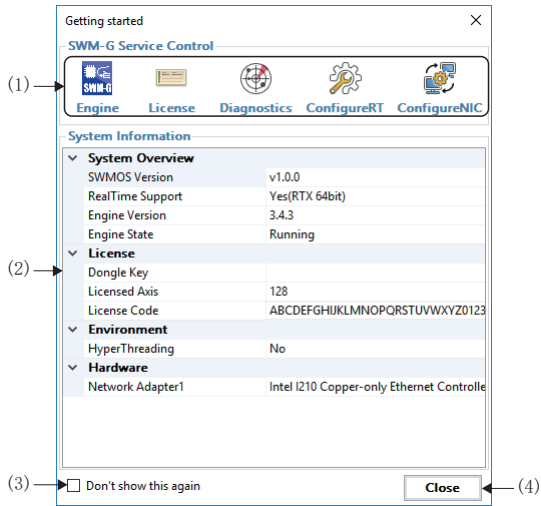 Getting started
SWM-G Service Control
(1)
SWM-G
Engine License Diagnostics ConfigureRT ConfigureNIC
System Information
System Overview
SWMOS Version v1.0.0
RealTime Support Yes(RTX 64bit)
Engine Version 3.4.3
Engine State Running
License
(2)
Dongle Key
Licensed Axis 128
License Code ABCDEFGHIJKLMNOPQRSTUVWXYZ0123
Environment
HyperThreading No
Hardware
Network Adapter1 Intel I210 Copper-only Ethernet Controlle
(3) Don't show this again Close (4)